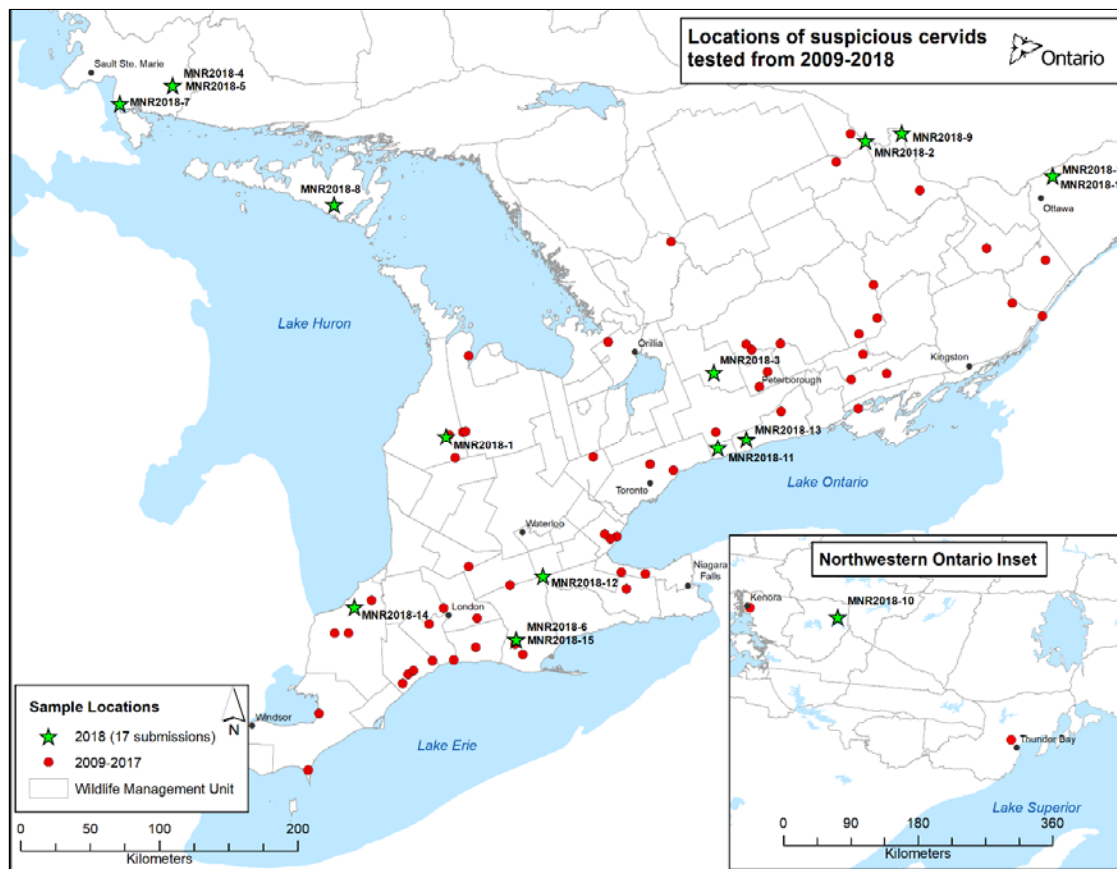 Locations of suspicious cervids
tested from 2009-2018
Ontario
Sault Ste. Marie
MNR2018-4
MNR2018-5
MNR2018-7
MNR2018-8
MNR2018-9
MNR2018-2
Ottawa
Lake Huron
Orillia
MNR2018-3
Peterborough
Kingston
MNR2018-1
MNR2018-13
MNR2018-11
Toronto
Lake Ontario
Waterloo
MNR2018-12
Niagara
Falls
MNR2018-14
London
MNR2018-6
MNR2018-15
Windsor
Lake Erie
Sample Locations
N
2018 (17 submissions)
2009-2017
Wildlife Management Unit
0 50 100 200
Kilometers
Northwestern Ontario Inset
Kenora
MNR2018-10
Thunder Bay
Lake Superior
0 90 180 360
Kilometers